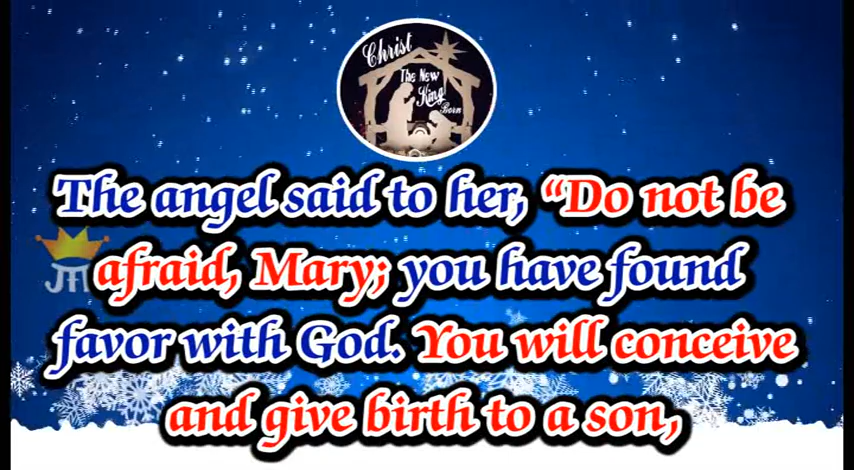 Christ
The New
King
Born
The angel said to her, “Do not be
afraid, Mary; you have found
favor with God. You will conceive
and give birth to a son,